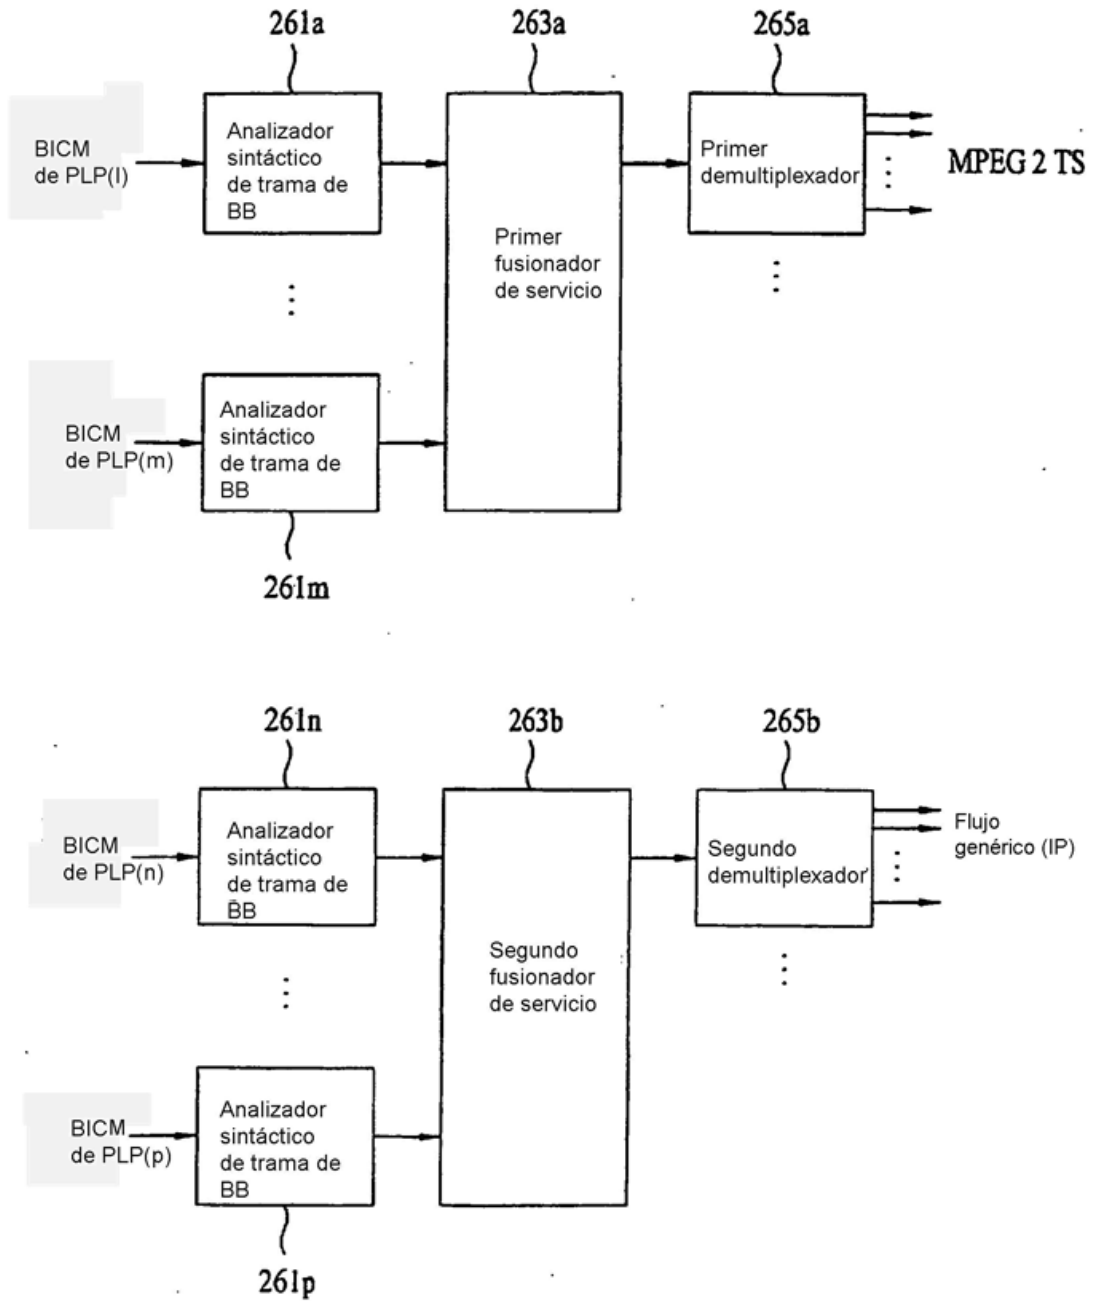 261a
263a
265a
BICM
de PLP(l)
Analizador
sintáctico
de trama de
BB
Primer
fusionador
de servicio
Primer
demultiplexador
MPEG 2 TS
BICM
de PLP(m)
Analizador
sintáctico
de trama de
BB
261m
261n
263b
265b
BICM
de PLP(n)
Analizador
sintáctico
de trama de
BB
Segundo
fusionador
de servicio
Segundo
demultiplexador
Flujo
genérico (IP)
BICM
de PLP(p)
Analizador
sintáctico
de trama de
BB
261p